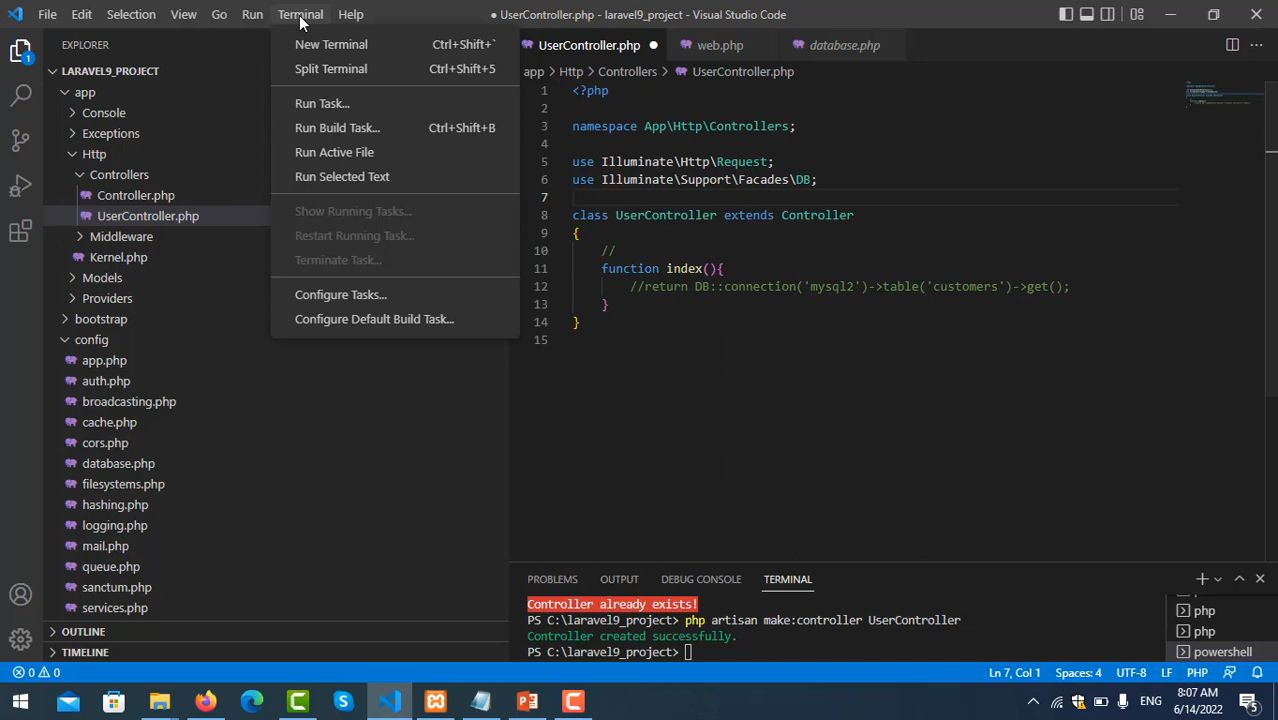 File Edit Selection View Go Run Terminal Help
● UserController.php - laravel9_project - Visual Studio Code
EXPLORER
LARAVEL9_PROJECT
app
Console
Exceptions
Http
Controllers
Controller.php
UserController.php
Middleware
Kernel.php
Models
Providers
bootstrap
config
app.php
auth.php
broadcasting.php
cache.php
cors.php
database.php
filesystems.php
hashing.php
logging.php
mail.php
queue.php
sanctum.php
services.php
OUTLINE
TIMELINE
1
New Terminal Ctrl+Shift+`
Split Terminal Ctrl+Shift+5
Run Task...
Run Build Task... Ctrl+Shift+B
Run Active File
Run Selected Text
Show Running Tasks...
Restart Running Task...
Terminate Task...
Configure Tasks...
Configure Default Build Task...
UserController.php web.php database.php
app > Http > Controllers > UserController.php
1 <?php
2
3 namespace App\Http\Controllers;
4
5 use Illuminate\Http\Request;
6 use Illuminate\Support\Facades\DB;
7
8 class UserController extends Controller
9 {
10 //
11 function index(){
12 //return DB::connection('mysql2')->table('customers')->get();
13 }
14 }
15
PROBLEMS OUTPUT DEBUG CONSOLE TERMINAL
Controller already exists!
PS C:\laravel9_project> php artisan make:controller UserController
Controller created successfully.
PS C:\laravel9_project>
php
php
powershell
0 0
Ln 7, Col 1 Spaces: 4 UTF-8 LF PHP
ENG
8:07 AM
6/14/2022
5